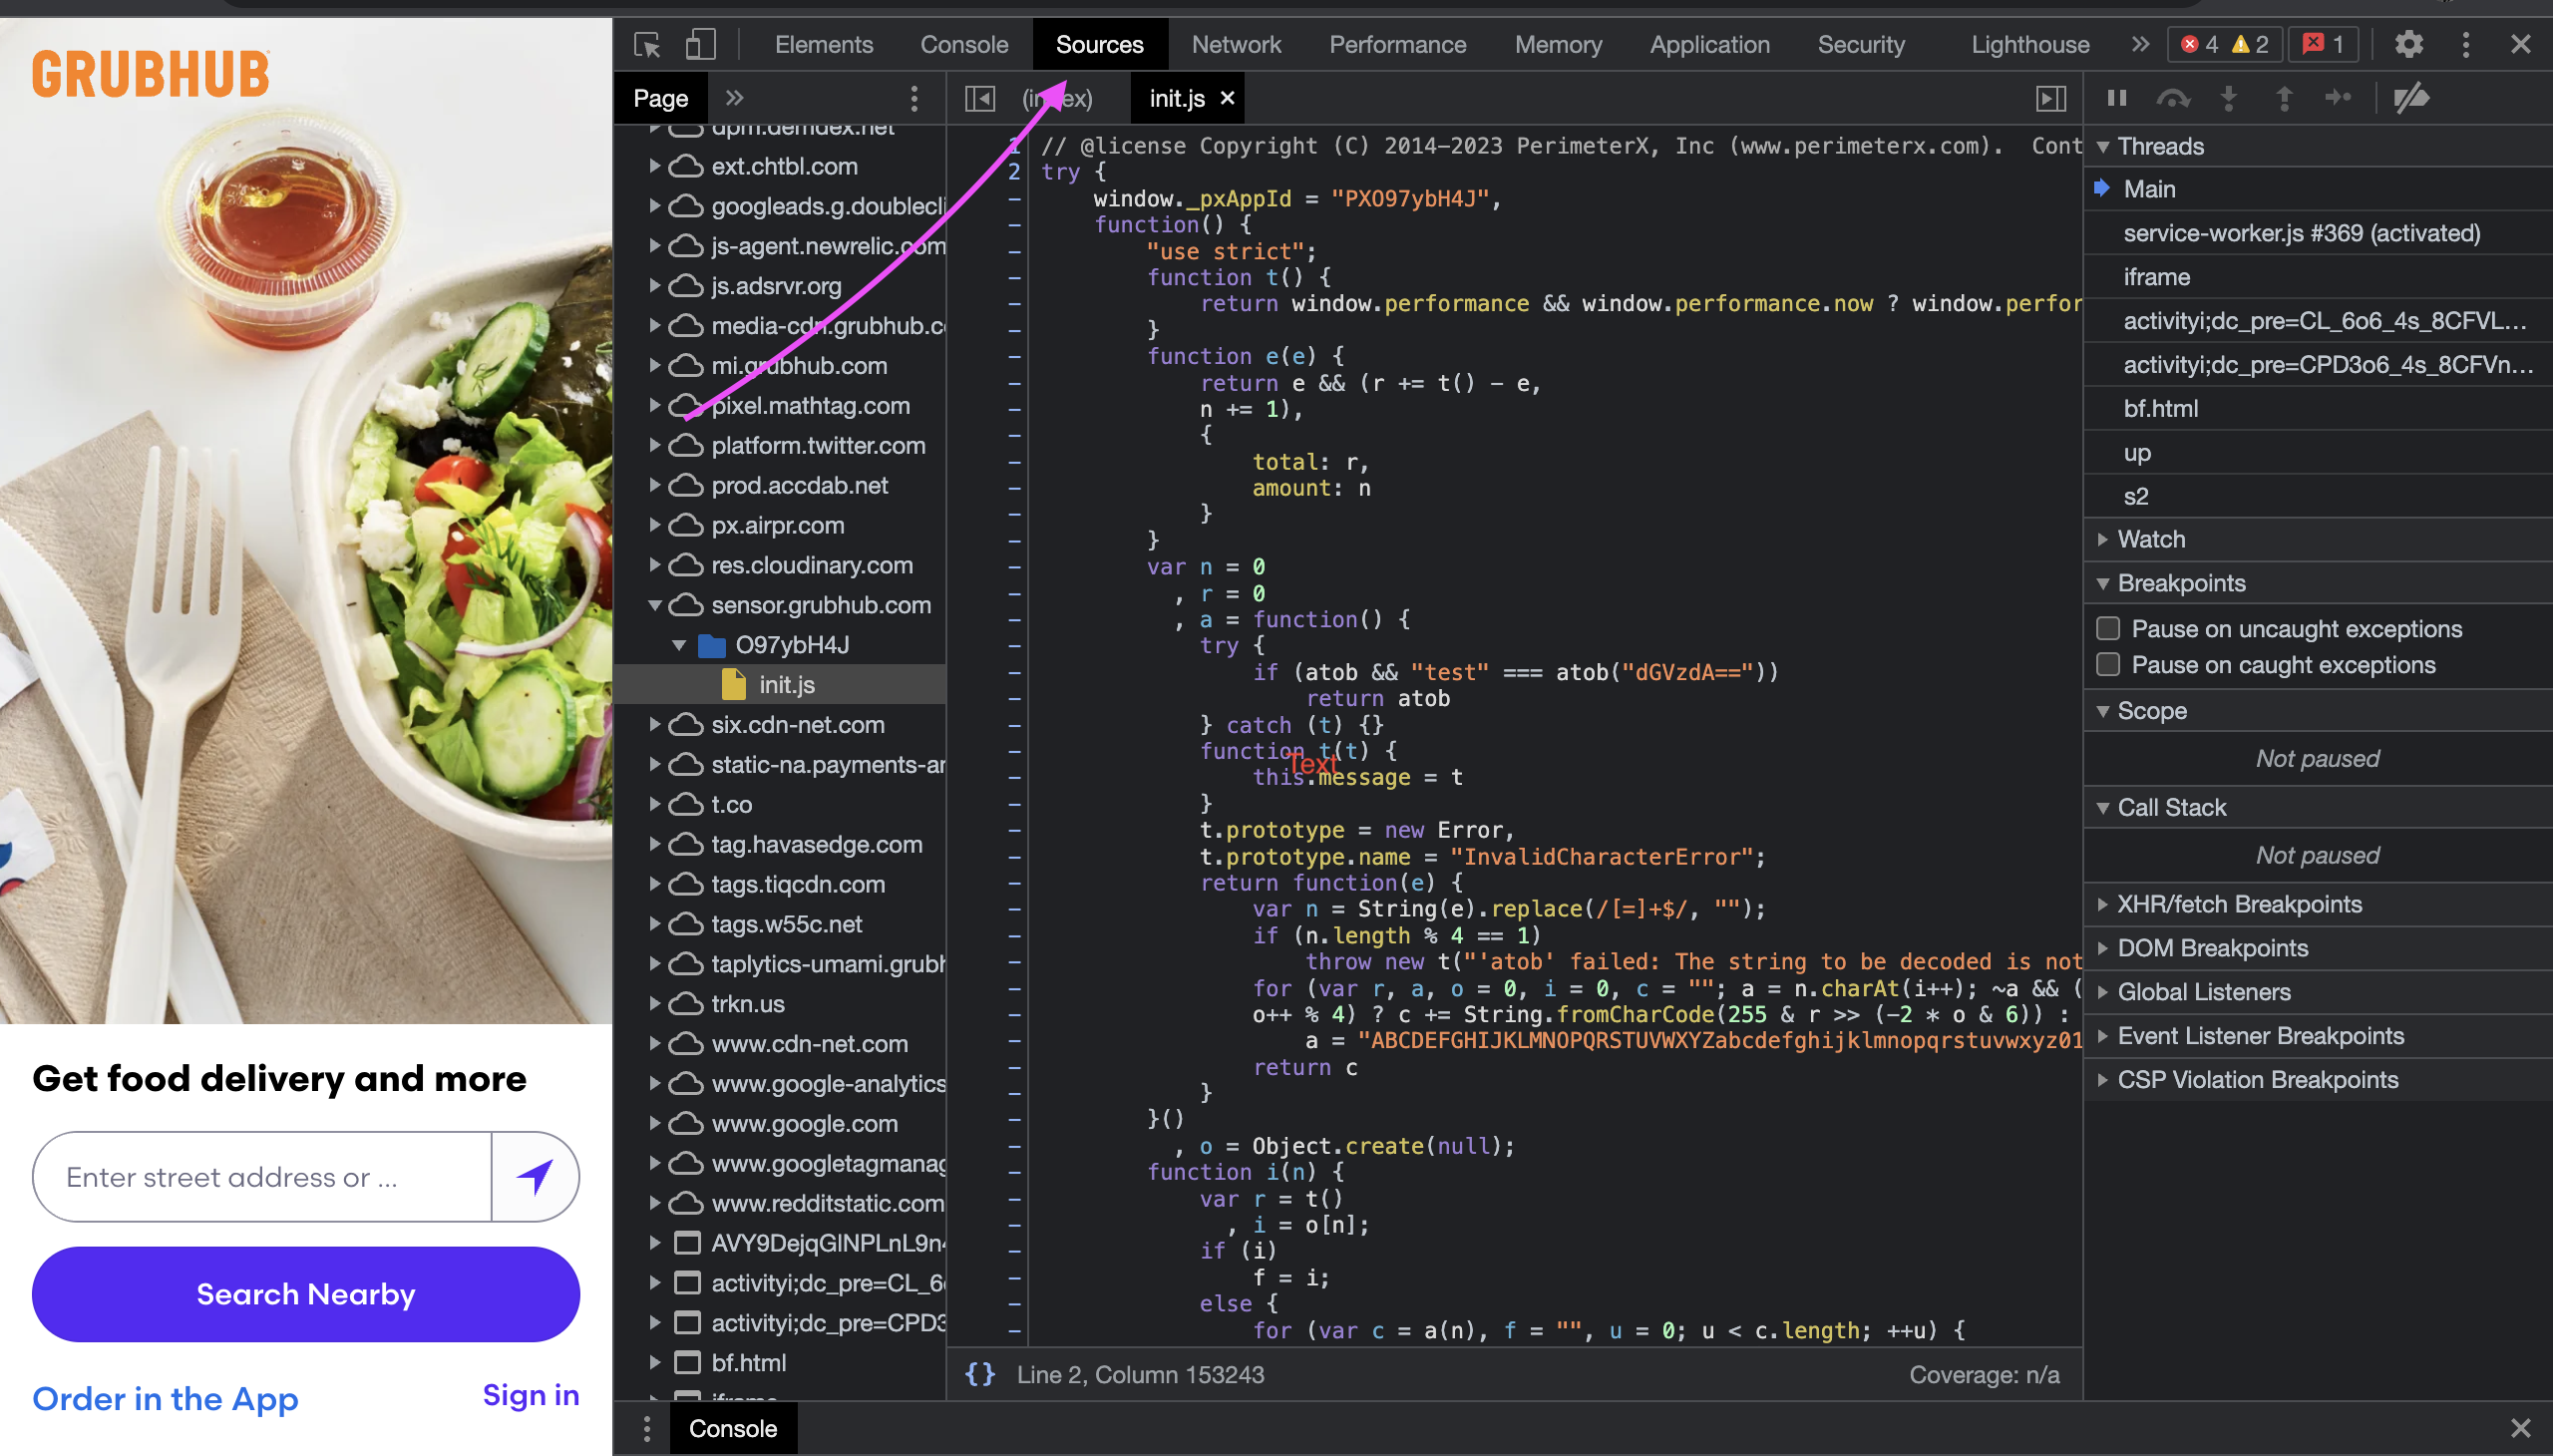 GRUBHUB
Get food delivery and more
Enter street address or ...
Search Nearby
Order in the App
Sign in
Elements Console Sources Network Performance Memory Application Security Lighthouse 4 2 1
Page
dpm.demdex.net
ext.chtbl.com
googleads.g.doublecli
js-agent.newrelic.com
js.adsrvr.org
media-cdn.grubhub.c
mi.grubhub.com
pixel.mathtag.com
platform.twitter.com
prod.accdab.net
px.airpr.com
res.cloudinary.com
sensor.grubhub.com
O97ybH4J
init.js
six.cdn-net.com
static-na.payments-a
t.co
tag.havasedge.com
tags.tiqcdn.com
tags.w55c.net
taplytics-umami.grubh
trkn.us
www.cdn-net.com
www.google-analytics
www.google.com
www.googletagmanag
www.redditstatic.com
AVY9DejqGlNPLnL9n
activityi;dc_pre=CL_6
activityi;dc_pre=CPD3
bf.html
iframe
(index) init.js ×
1 // @license Copyright (C) 2014-2023 PerimeterX, Inc (www.perimeterx.com).  Cont
2 try {
- window._pxAppId = "PXO97ybH4J",
- function() {
- "use strict";
- function t() {
- return window.performance && window.performance.now ? window.perfor
- }
- function e(e) {
- return e && (r += t() - e,
- n += 1),
- {
- total: r,
- amount: n
- }
- }
- var n = 0
- , r = 0
- , a = function() {
- try {
- if (atob && "test" === atob("dGVzdA=="))
- return atob
- } catch (t) {}
- function t(t) {
Text
- this.message = t
- }
- t.prototype = new Error,
- t.prototype.name = "InvalidCharacterError";
- return function(e) {
- var n = String(e).replace(/[=]+$/, "");
- if (n.length % 4 == 1)
- throw new t("'atob' failed: The string to be decoded is not
- for (var r, a, o = 0, i = 0, c = ""; a = n.charAt(i++); ~a && (
- o++ % 4) ? c += String.fromCharCode(255 & r >> (-2 * o & 6)) :
- a = "ABCDEFGHIJKLMNOPQRSTUVWXYZabcdefghijklmnopqrstuvwxyz01
- return c
- }
- }()
- , o = Object.create(null);
- function i(n) {
- var r = t()
- , i = o[n];
- if (i)
- f = i;
- else {
- for (var c = a(n), f = "", u = 0; u < c.length; ++u) {
{} Line 2, Column 153243 Coverage: n/a
Threads
Main
service-worker.js #369 (activated)
iframe
activityi;dc_pre=CL_6o6_4s_8CFVL...
activityi;dc_pre=CPD3o6_4s_8CFVn...
bf.html
up
s2
Watch
Breakpoints
Pause on uncaught exceptions
Pause on caught exceptions
Scope
Not paused
Call Stack
Not paused
XHR/fetch Breakpoints
DOM Breakpoints
Global Listeners
Event Listener Breakpoints
CSP Violation Breakpoints
Console